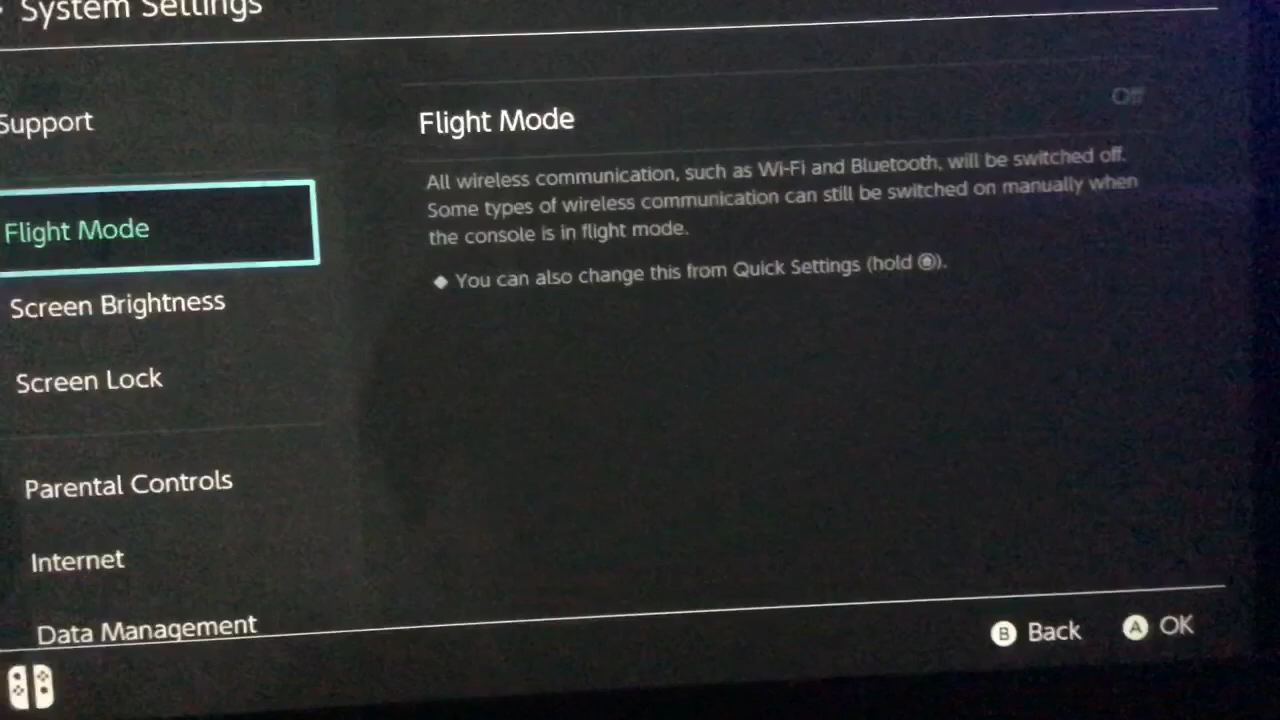 System Settings
Support
Flight Mode
Screen Brightness
Screen Lock
Parental Controls
Internet
Data Management
Flight Mode
Off
All wireless communication, such as Wi-Fi and Bluetooth, will be switched off.
Some types of wireless communication can still be switched on manually when
the console is in flight mode.
◆ You can also change this from Quick Settings (hold ).
B Back
A OK